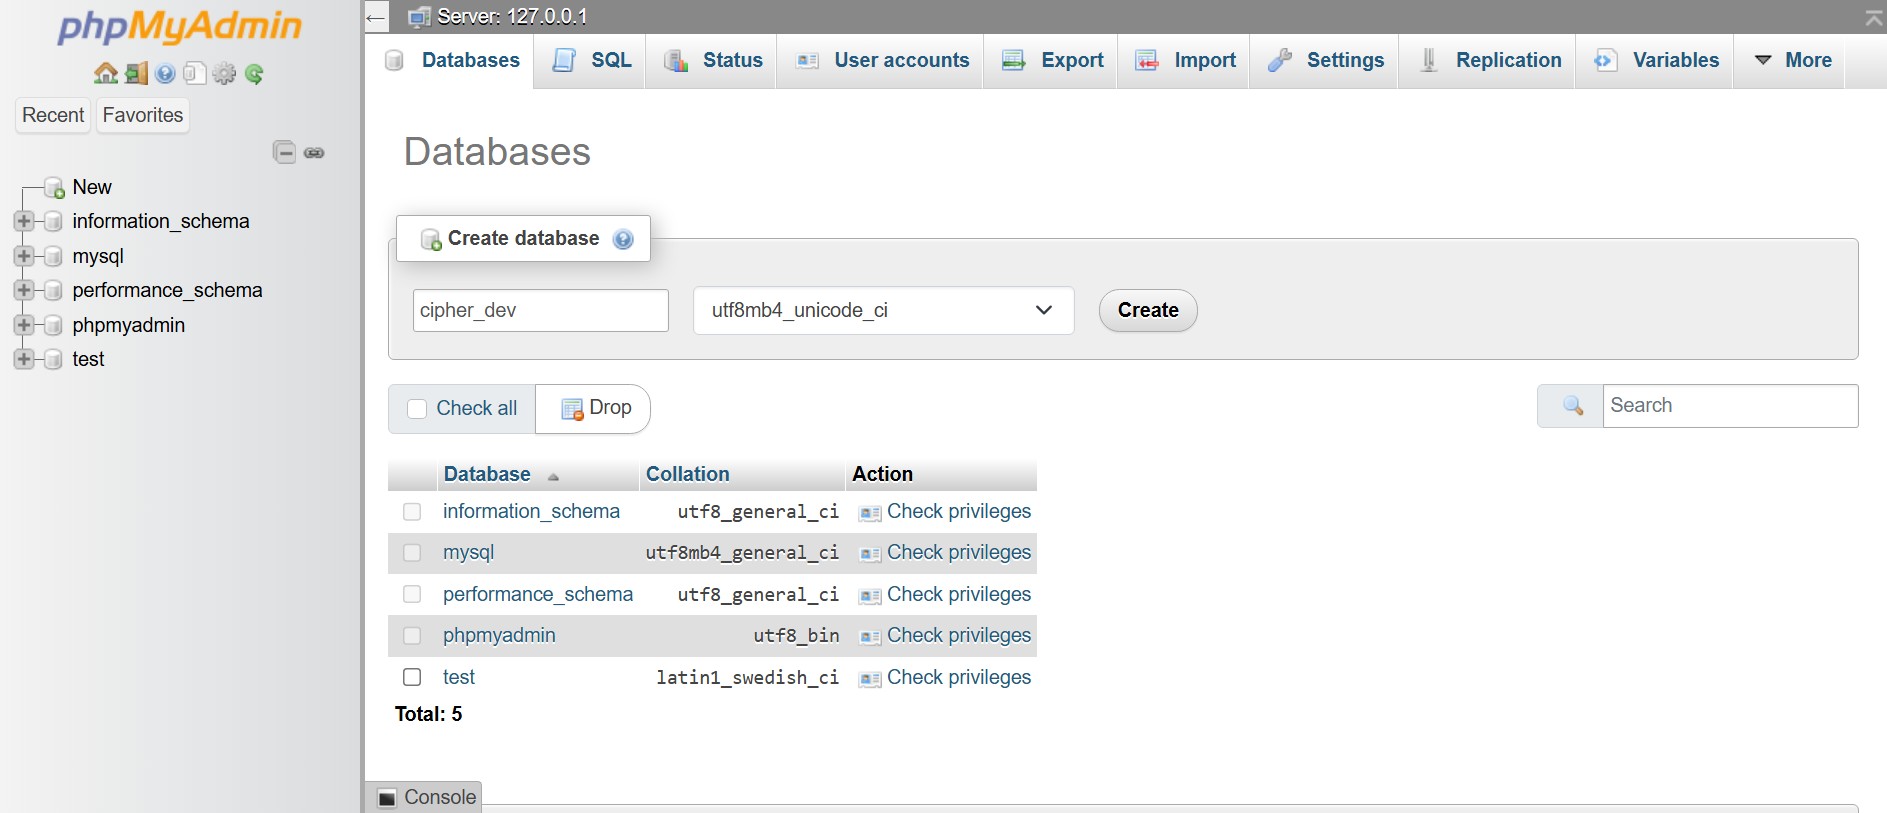 phpMyAdmin
Recent Favorites
New
information_schema
mysql
performance_schema
phpmyadmin
test
Server: 127.0.0.1
Databases SQL Status User accounts Export Import Settings Replication Variables More
Databases
Create database
cipher_dev utf8mb4_unicode_ci Create
Check all Drop Search
Database Collation Action
information_schema utf8_general_ci Check privileges
mysql utf8mb4_general_ci Check privileges
performance_schema utf8_general_ci Check privileges
phpmyadmin utf8_bin Check privileges
test latin1_swedish_ci Check privileges
Total: 5
Console